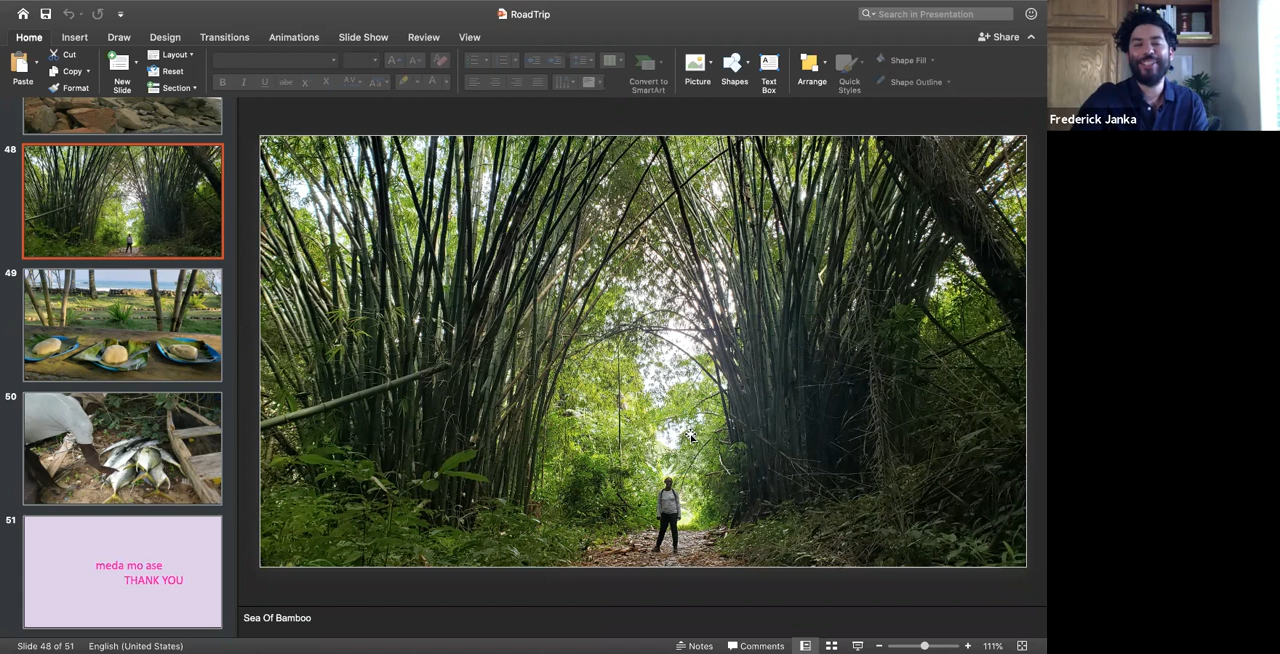 RoadTrip
Search in Presentation
Home Insert Draw Design Transitions Animations Slide Show Review View
Share
Paste
Cut
Copy
Format
New Slide
Layout
Reset
Section
B I U abc X X AV Aa A
Convert to SmartArt
Picture
Shapes
Text Box
Arrange
Quick Styles
Shape Fill
Shape Outline
Frederick Janka
48
49
50
51
meda mo ase
THANK YOU
Sea Of Bamboo
Slide 48 of 51 English (United States)
Notes Comments 111%